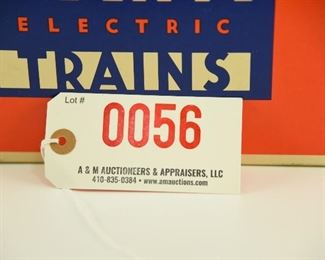 ELECTRIC
TRAINS
Lot #
0056
A & M AUCTIONEERS & APPRAISERS, LLC
410-835-0384 • www.amauctions.com